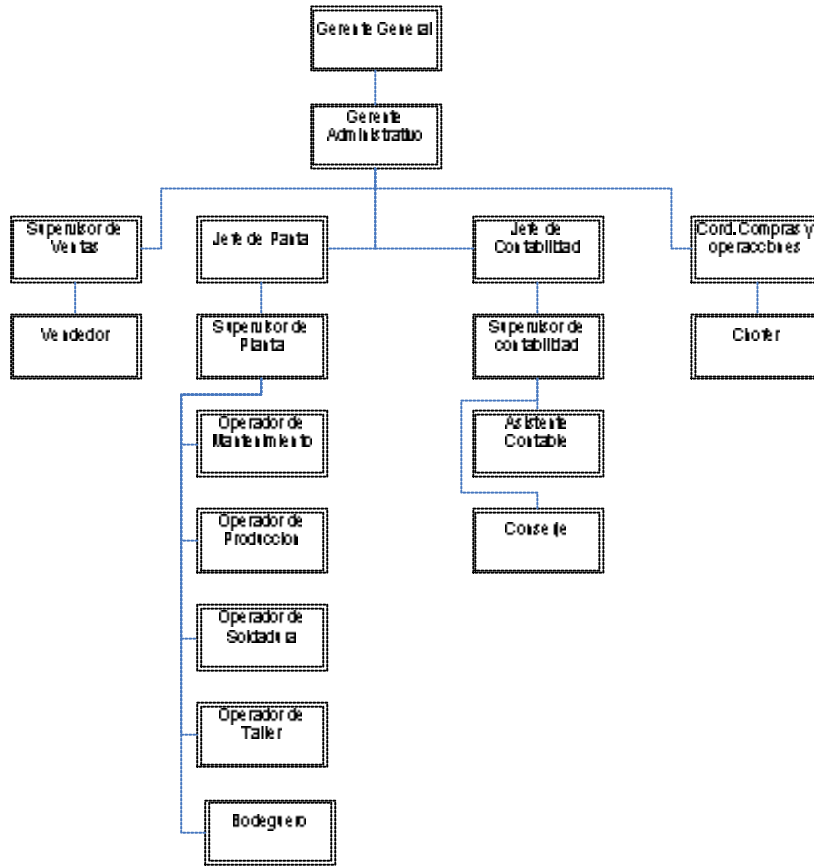 Gerente General
Gerente
Administrativo
Supervisor de
Ventas
Jefe de Planta
Jefe de
Contabilidad
Cord. Compras y
operacciones
Vendedor
Supervisor de
Planta
Supervisor de
contabilidad
Chofer
Operador de
Mantenimiento
Asistente
Contable
Operador de
Produccion
Conserje
Operador de
Soldadura
Operador de
Taller
Bodeguero